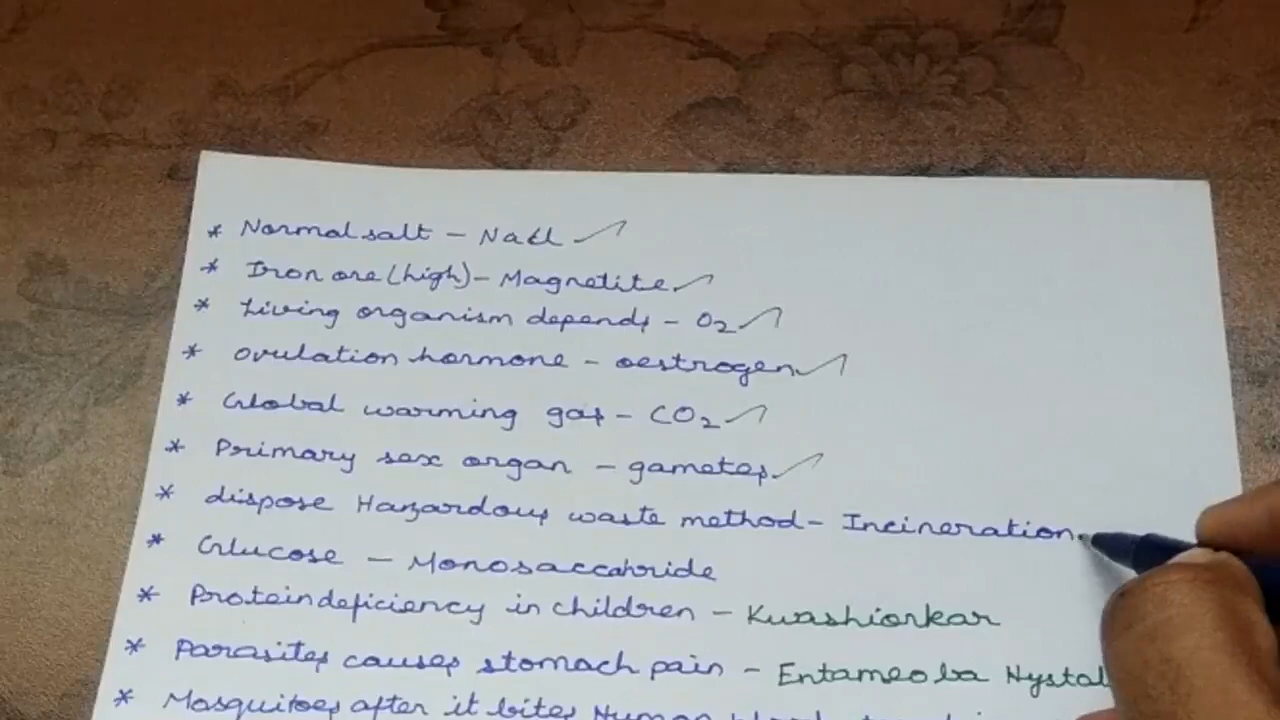 * Normal salt - NaCl
* Iron ore (high) - Magnetite
* Living organism depends - O2
* Ovulation hormone - oestrogen
* Global warming gas - CO2
* Primary sex organ - gametes
* dispose Hazardous waste method - Incineration
* Glucose - Monosaccahride
* Protein deficiency in children - Kwashiorkar
* Parasites causes stomach pain - Entameoba Hystal
* Mosquitoes after it bites Human